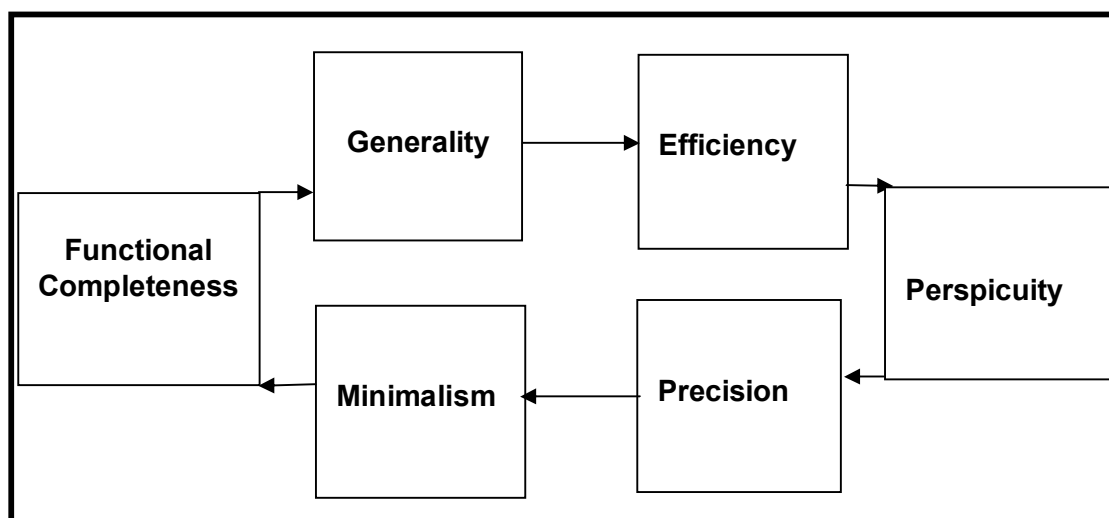 Generality
Efficiency
Functional
Completeness
Perspicuity
Minimalism
Precision